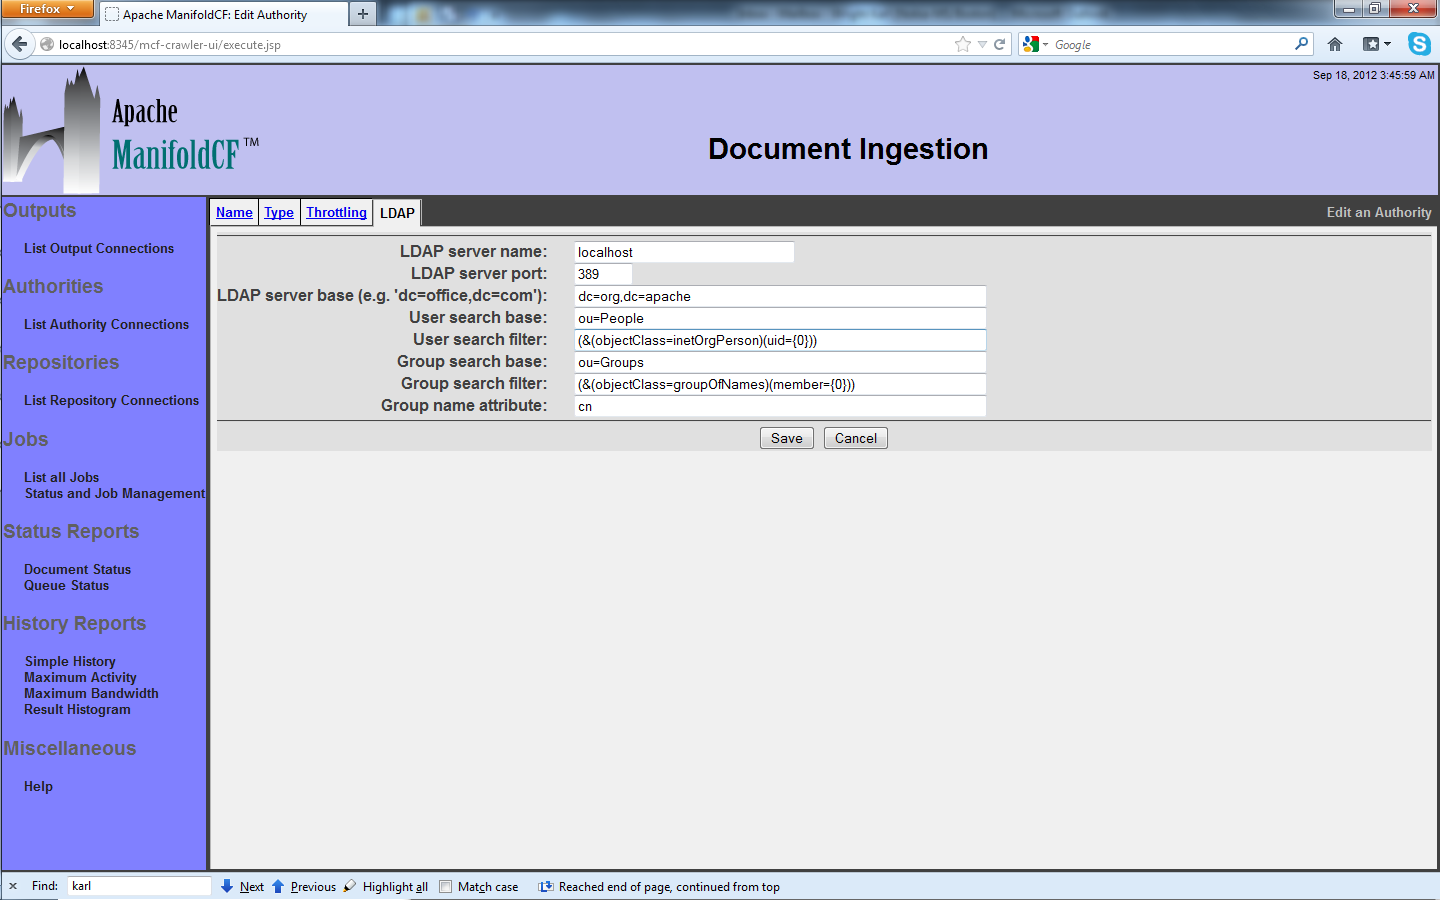 Firefox
Apache ManifoldCF: Edit Authority
localhost:8345/mcf-crawler-ui/execute.jsp
Google
Sep 18, 2012 3:45:59 AM
Apache
ManifoldCF™
Document Ingestion
Outputs
List Output Connections
Authorities
List Authority Connections
Repositories
List Repository Connections
Jobs
List all Jobs
Status and Job Management
Status Reports
Document Status
Queue Status
History Reports
Simple History
Maximum Activity
Maximum Bandwidth
Result Histogram
Miscellaneous
Help
Name Type Throttling LDAP
Edit an Authority
LDAP server name: localhost
LDAP server port: 389
LDAP server base (e.g. 'dc=office,dc=com'): dc=org,dc=apache
User search base: ou=People
User search filter: (&(objectClass=inetOrgPerson)(uid={0}))
Group search base: ou=Groups
Group search filter: (&(objectClass=groupOfNames)(member={0}))
Group name attribute: cn
Save Cancel
Find: karl Next Previous Highlight all Match case Reached end of page, continued from top